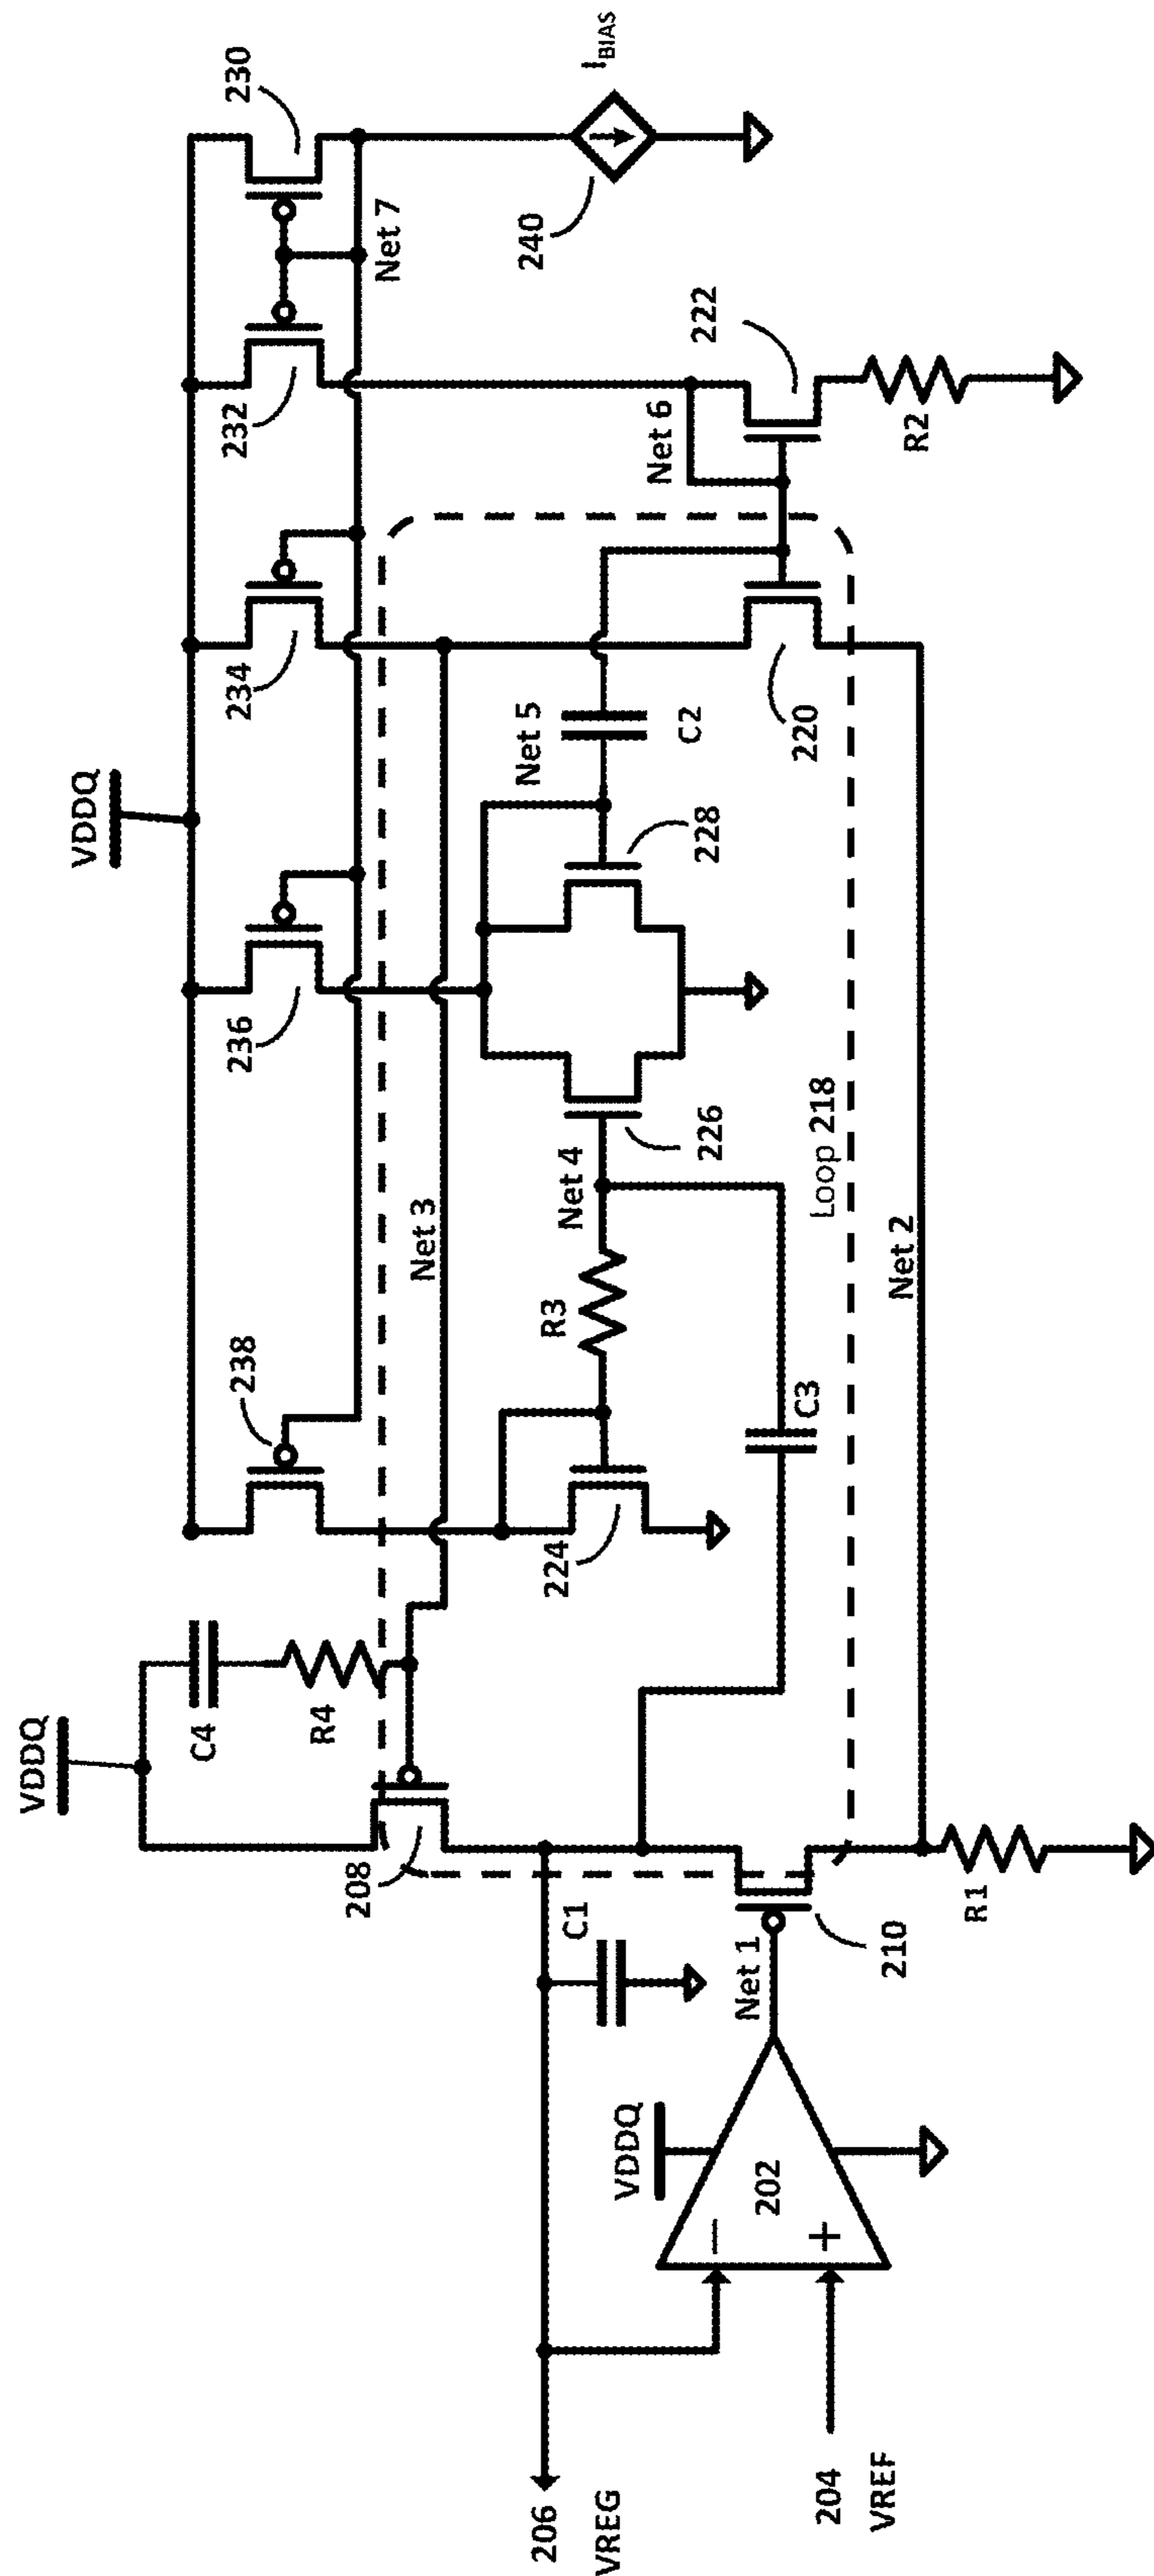 VDDQ
VDDQ
230
I_BIAS
232
Net 7
240
234
236
238
C4
R4
208
Net 3
Net 6
222
R2
Net 5
C2
228
220
226
Net 4
R3
224
C3
Loop 218
Net 2
C1
Net 1
210
R1
VDDQ
202
−
+
206
VREG
204
VREF